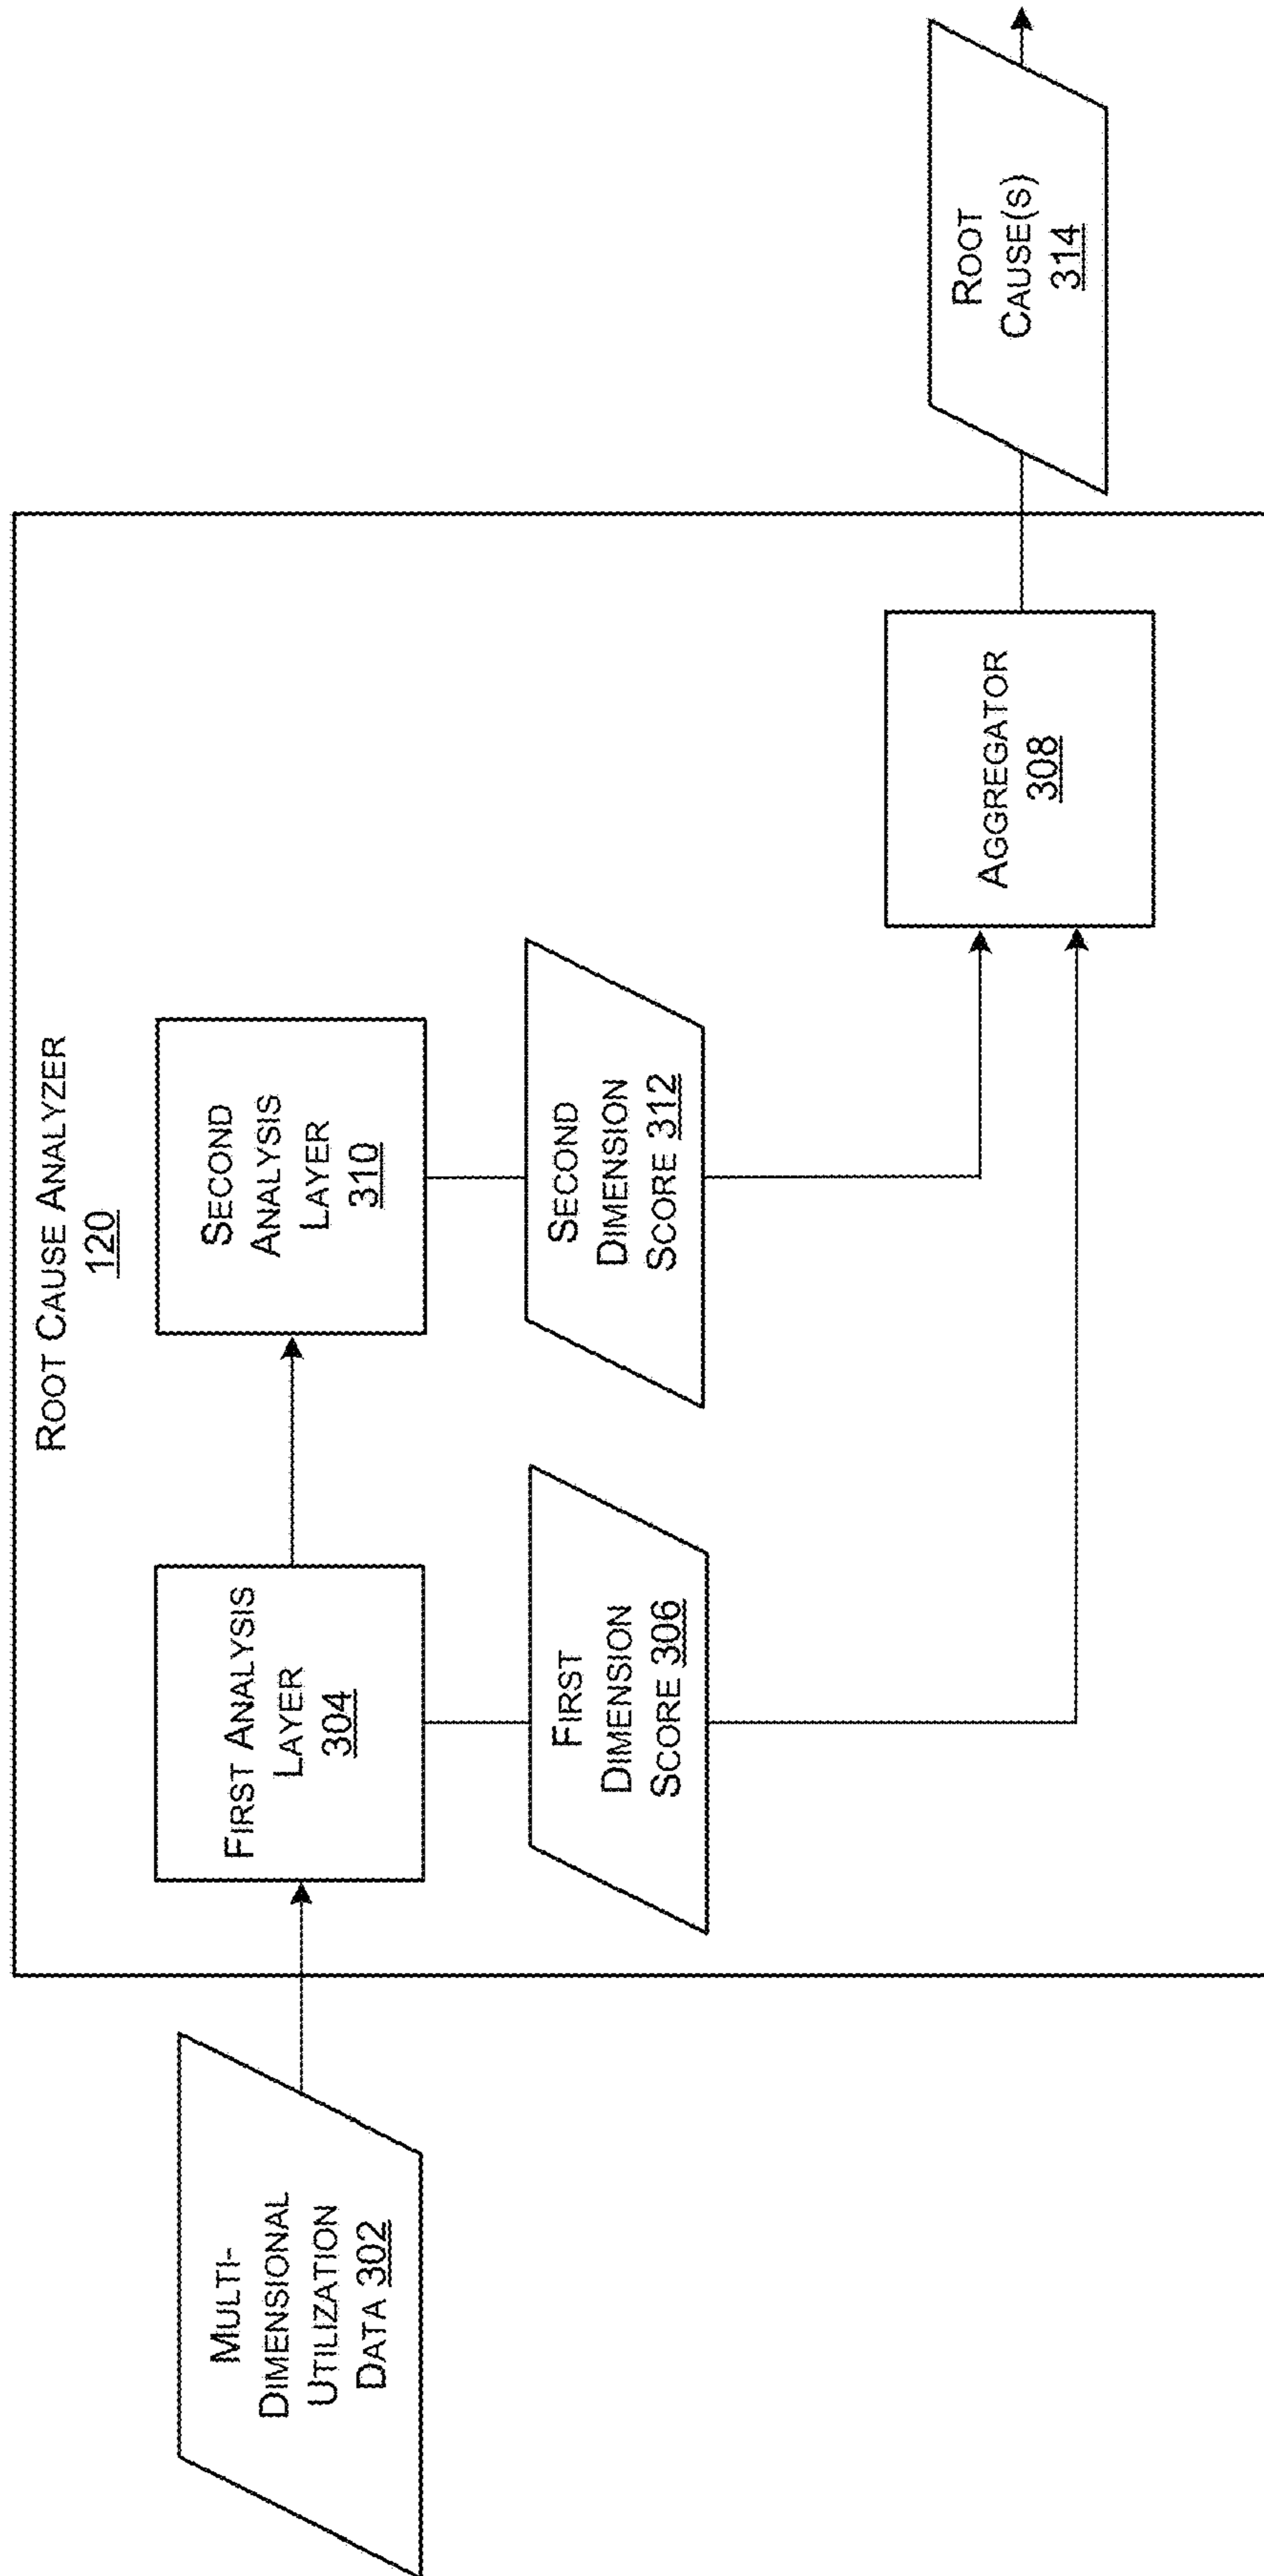 ROOT CAUSE ANALYZER
120
MULTI-
DIMENSIONAL
UTILIZATION
DATA 302
FIRST ANALYSIS
LAYER
304
SECOND
ANALYSIS
LAYER
310
FIRST
DIMENSION
SCORE 306
SECOND
DIMENSION
SCORE 312
AGGREGATOR
308
ROOT
CAUSE(S)
314